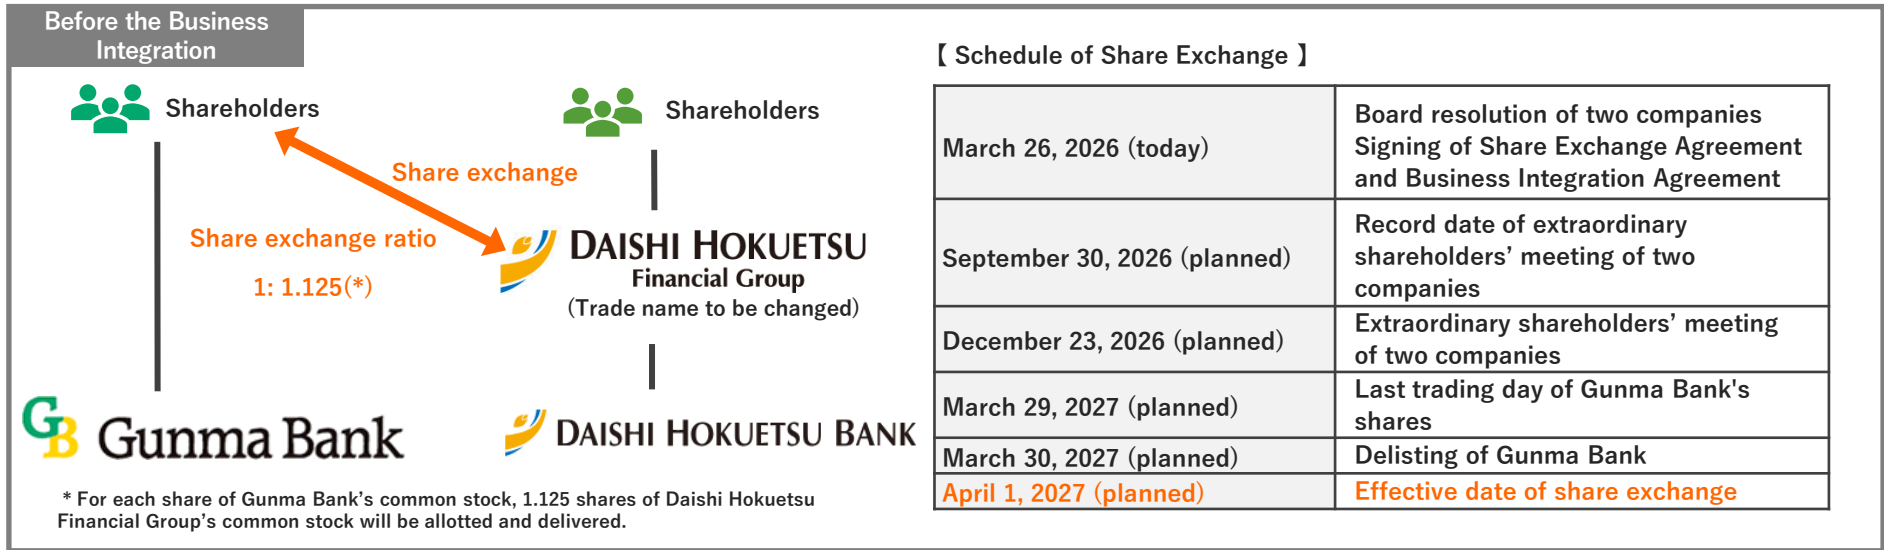 Before the Business
Integration
Shareholders
Shareholders
Share exchange
Share exchange ratio
1: 1.125(*)
DAISHI HOKUETSU
Financial Group
(Trade name to be changed)
GB Gunma Bank
DAISHI HOKUETSU BANK
* For each share of Gunma Bank’s common stock, 1.125 shares of Daishi Hokuetsu
Financial Group’s common stock will be allotted and delivered.
【 Schedule of Share Exchange 】
March 26, 2026 (today)
Board resolution of two companies
Signing of Share Exchange Agreement
and Business Integration Agreement
September 30, 2026 (planned)
Record date of extraordinary
shareholders’ meeting of two
companies
December 23, 2026 (planned)
Extraordinary shareholders’ meeting
of two companies
March 29, 2027 (planned)
Last trading day of Gunma Bank's
shares
March 30, 2027 (planned)
Delisting of Gunma Bank
April 1, 2027 (planned)
Effective date of share exchange